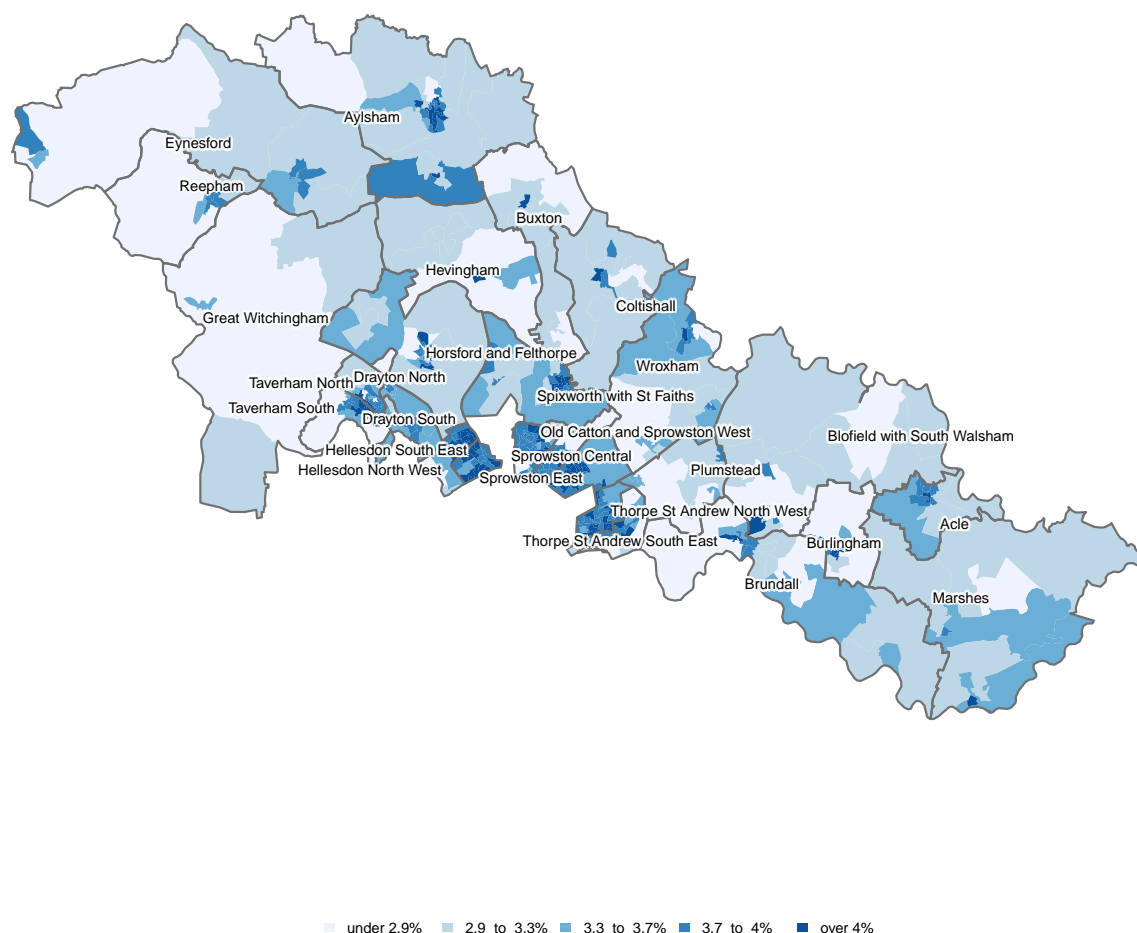 Aylsham
Eynesford
Reepham
Buxton
Hevingham
Coltishall
Great Witchingham
Horsford and Felthorpe
Wroxham
Drayton North
Taverham North
Spixworth with St Faiths
Taverham South
Drayton South
Old Catton and Sprowston West
Blofield with South Walsham
Hellesdon South East
Sprowston Central
Hellesdon North West
Plumstead
Sprowston East
Thorpe St Andrew North West
Acle
Thorpe St Andrew South East
Burlingham
Brundall
Marshes
under 2.9% 2.9 to 3.3% 3.3 to 3.7% 3.7 to 4% over 4%